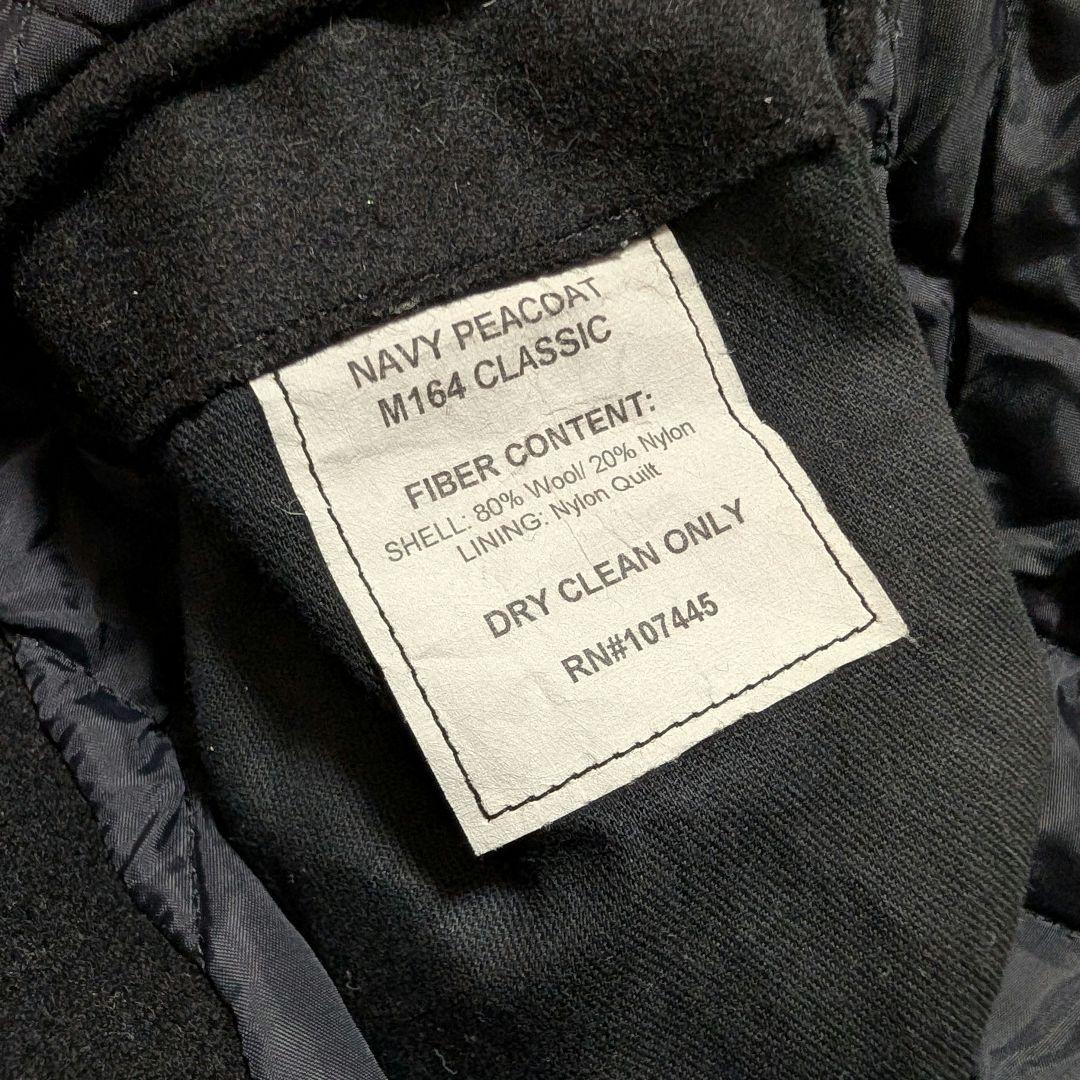 NAVY PEACOAT
M164 CLASSIC
FIBER CONTENT:
SHELL: 80% Wool/ 20% Nylon
LINING: Nylon Quilt
DRY CLEAN ONLY
RN#107445